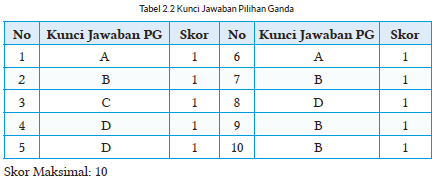 Tabel 2.2 Kunci Jawaban Pilihan Ganda
No Kunci Jawaban PG Skor No Kunci Jawaban PG Skor
1 A 1 6 A 1
2 B 1 7 B 1
3 C 1 8 D 1
4 D 1 9 B 1
5 D 1 10 B 1
Skor Maksimal: 10